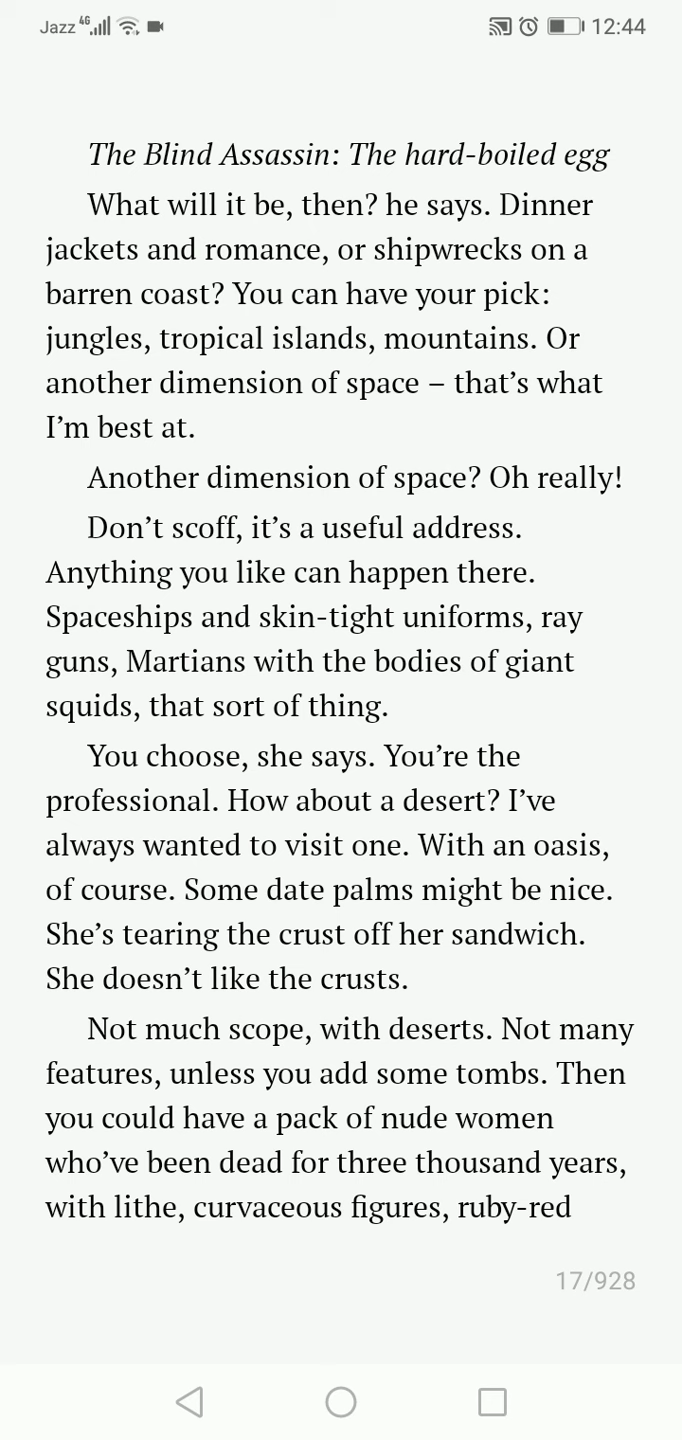 Jazz 4G 12:44
The Blind Assassin: The hard-boiled egg
What will it be, then? he says. Dinner
jackets and romance, or shipwrecks on a
barren coast? You can have your pick:
jungles, tropical islands, mountains. Or
another dimension of space – that’s what
I’m best at.
Another dimension of space? Oh really!
Don’t scoff, it’s a useful address.
Anything you like can happen there.
Spaceships and skin-tight uniforms, ray
guns, Martians with the bodies of giant
squids, that sort of thing.
You choose, she says. You’re the
professional. How about a desert? I’ve
always wanted to visit one. With an oasis,
of course. Some date palms might be nice.
She’s tearing the crust off her sandwich.
She doesn’t like the crusts.
Not much scope, with deserts. Not many
features, unless you add some tombs. Then
you could have a pack of nude women
who’ve been dead for three thousand years,
with lithe, curvaceous figures, ruby-red
17/928